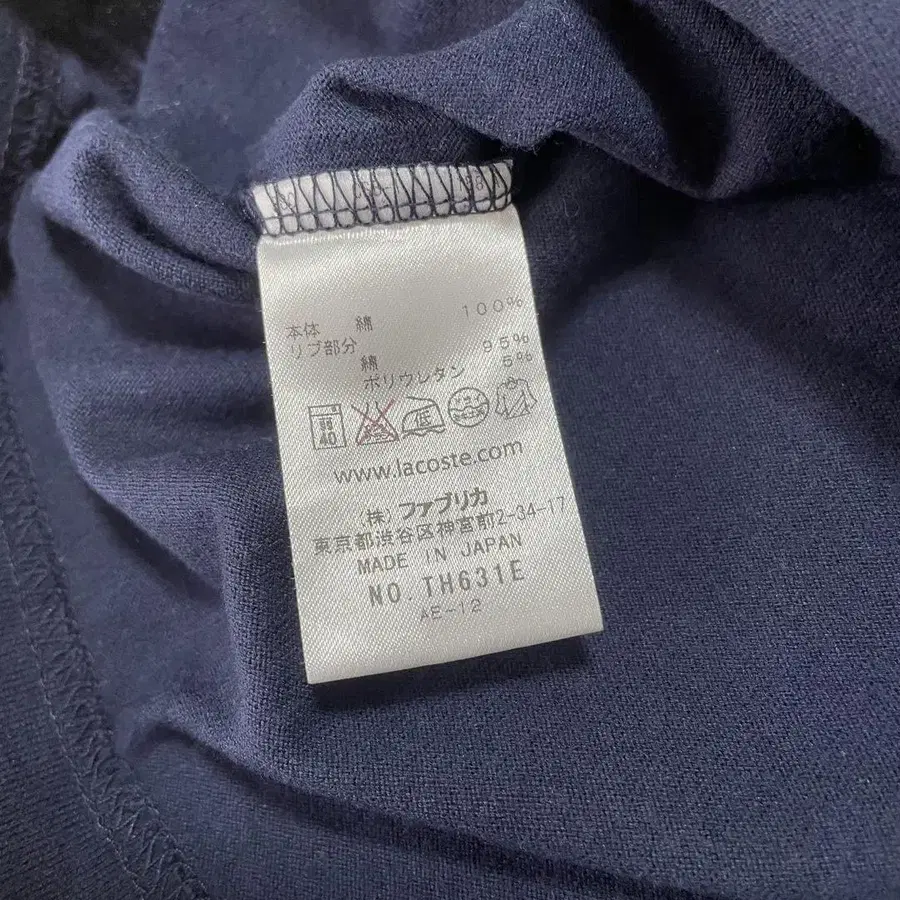 本体 綿 100%
リブ部分
綿 95%
ポリウレタン 5%
40
低
www.lacoste.com
(株) ファブリカ
東京都渋谷区神宮前2-34-17
MADE IN JAPAN
NO. TH631E
AE-12